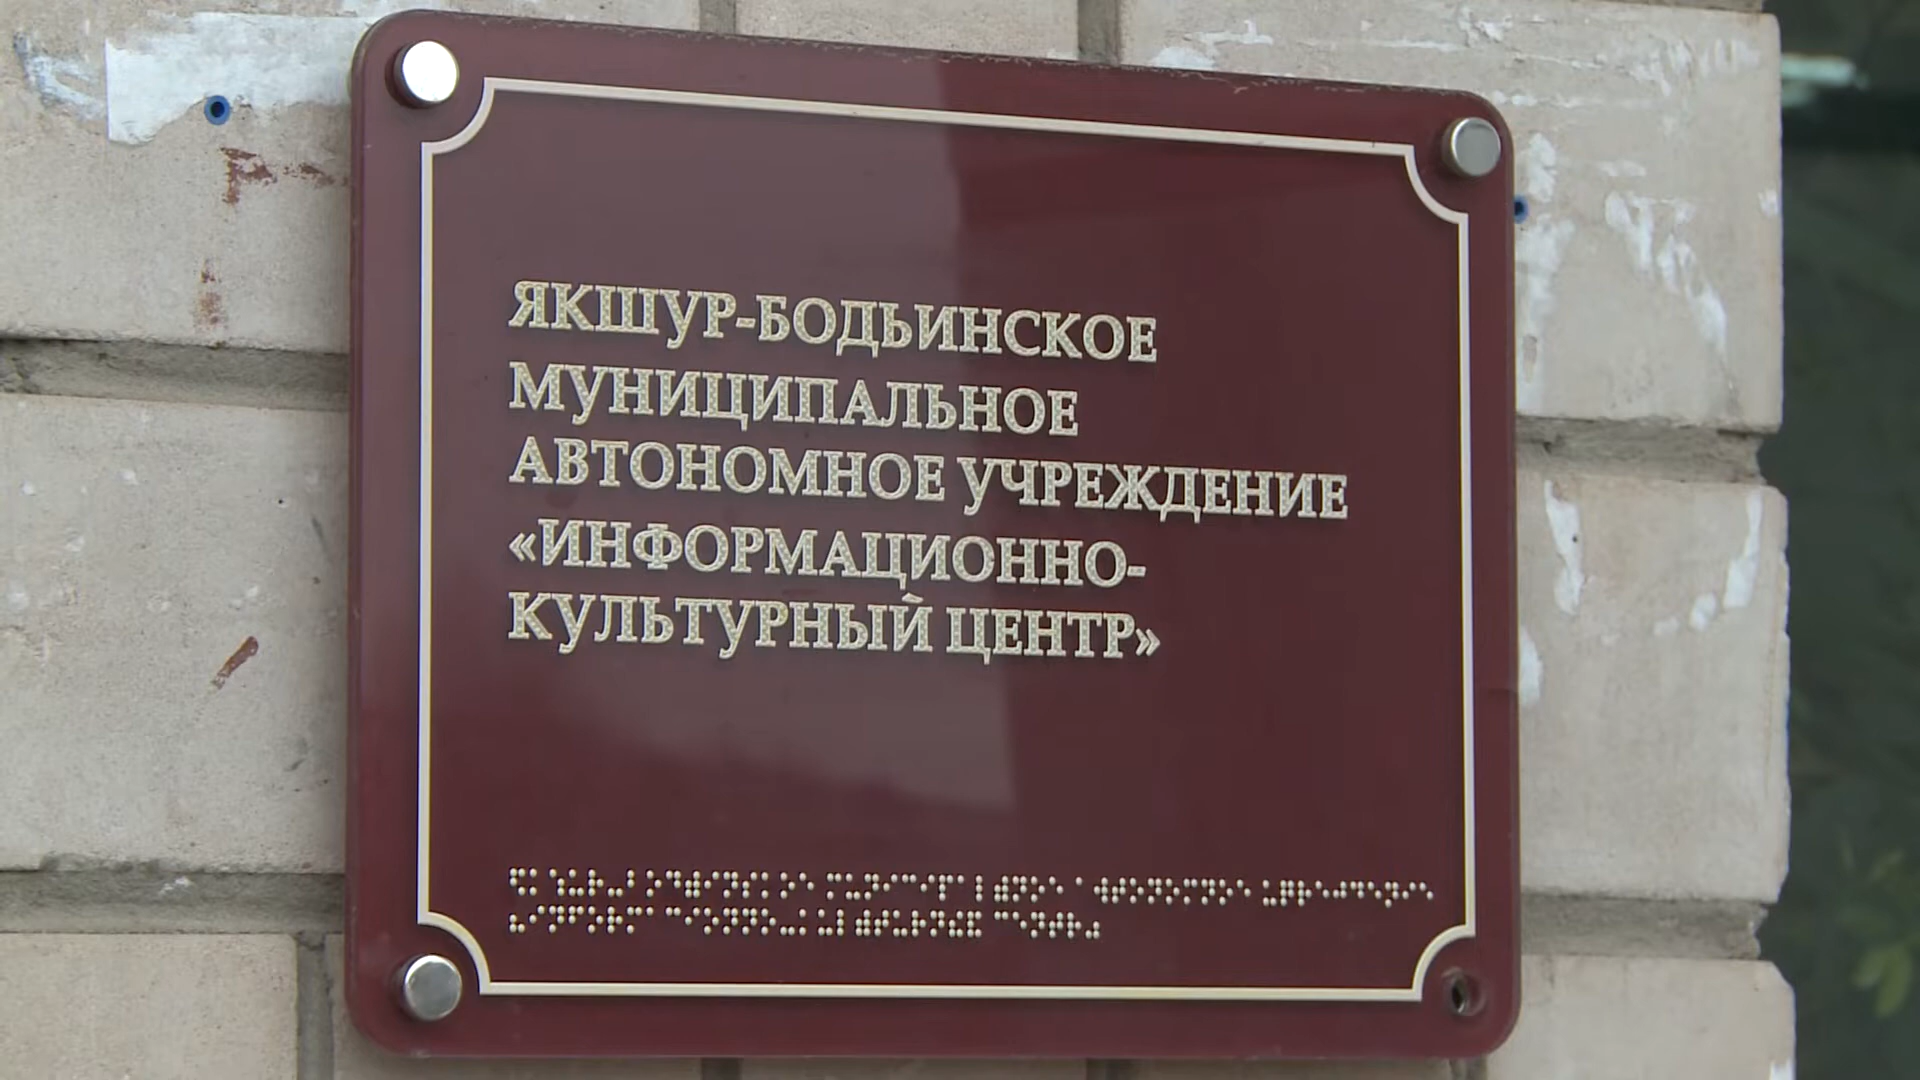 ЯКШУР-БОДЬИНСКОЕ
МУНИЦИПАЛЬНОЕ
АВТОНОМНОЕ УЧРЕЖДЕНИЕ
«ИНФОРМАЦИОННО-
КУЛЬТУРНЫЙ ЦЕНТР»